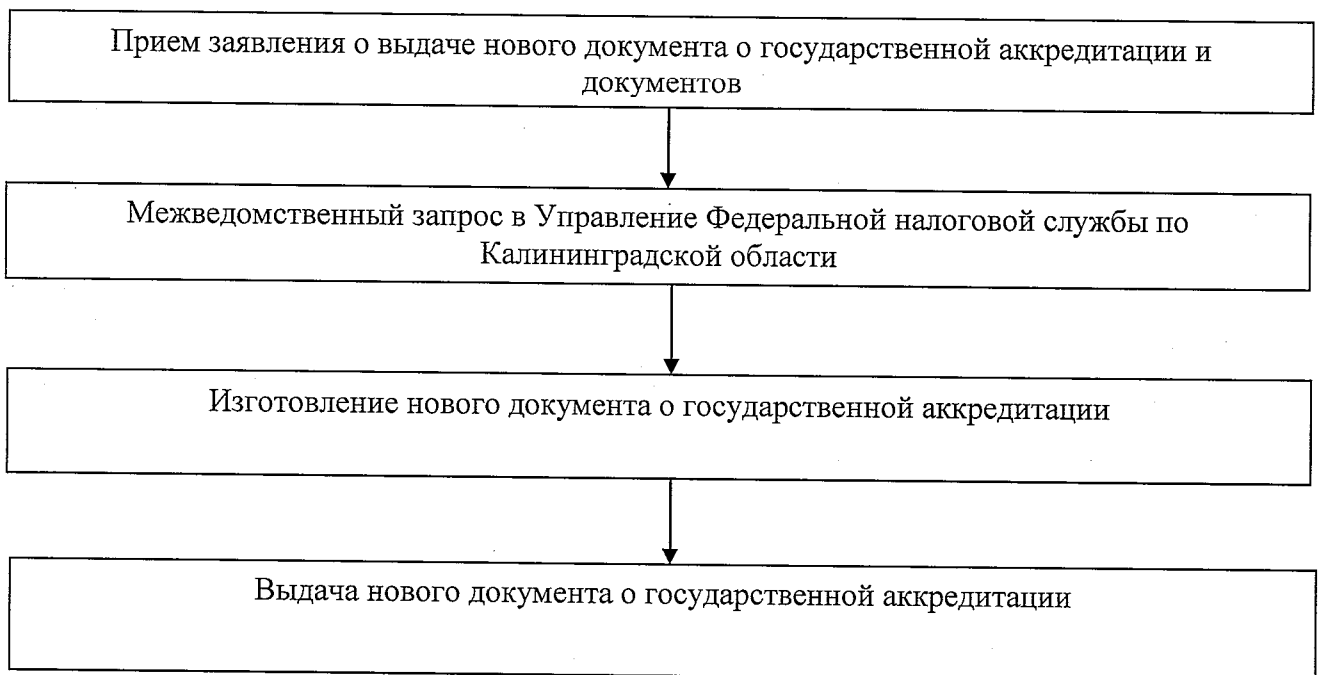 Прием заявления о выдаче нового документа о государственной аккредитации и
документов
Межведомственный запрос в Управление Федеральной налоговой службы по
Калининградской области
Изготовление нового документа о государственной аккредитации
Выдача нового документа о государственной аккредитации